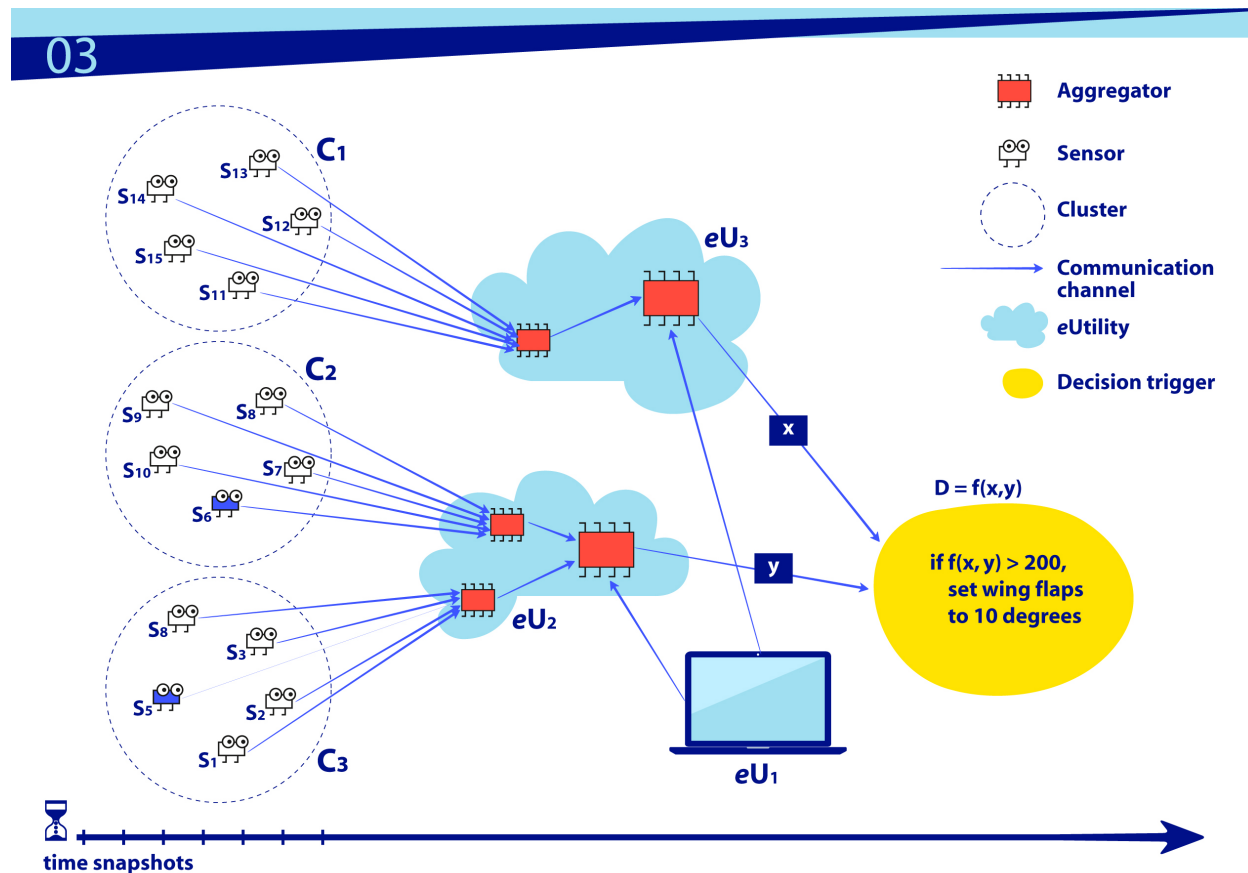 03
Aggregator
Sensor
Cluster
Communication
channel
eUtility
Decision trigger
C1
S13
S14
S12
S15
S11
eU3
C2
S9
S8
S10
S7
S6
x
D = f(x,y)
if f(x, y) > 200,
set wing flaps
to 10 degrees
y
eU2
S8
S3
S5
S2
S1
C3
eU1
time snapshots